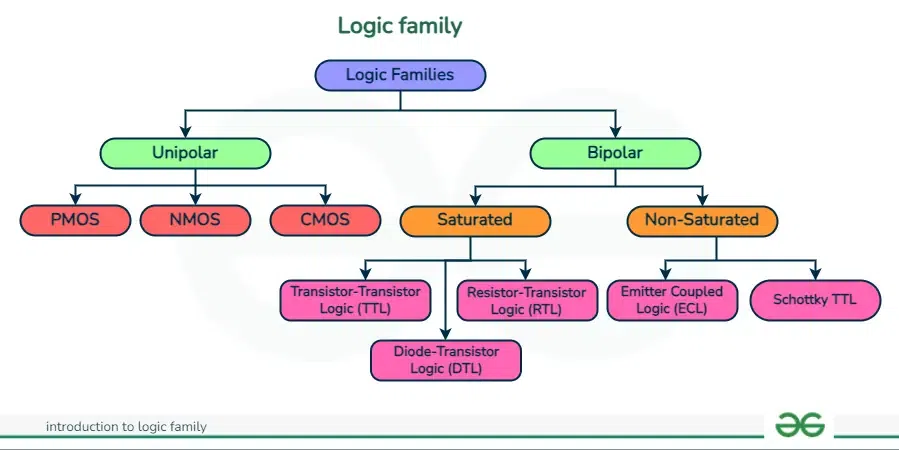 Logic family
Logic Families
Unipolar
Bipolar
PMOS
NMOS
CMOS
Saturated
Non-Saturated
Transistor-Transistor
Logic (TTL)
Resistor-Transistor
Logic (RTL)
Emitter Coupled
Logic (ECL)
Schottky TTL
Diode-Transistor
Logic (DTL)
introduction to logic family